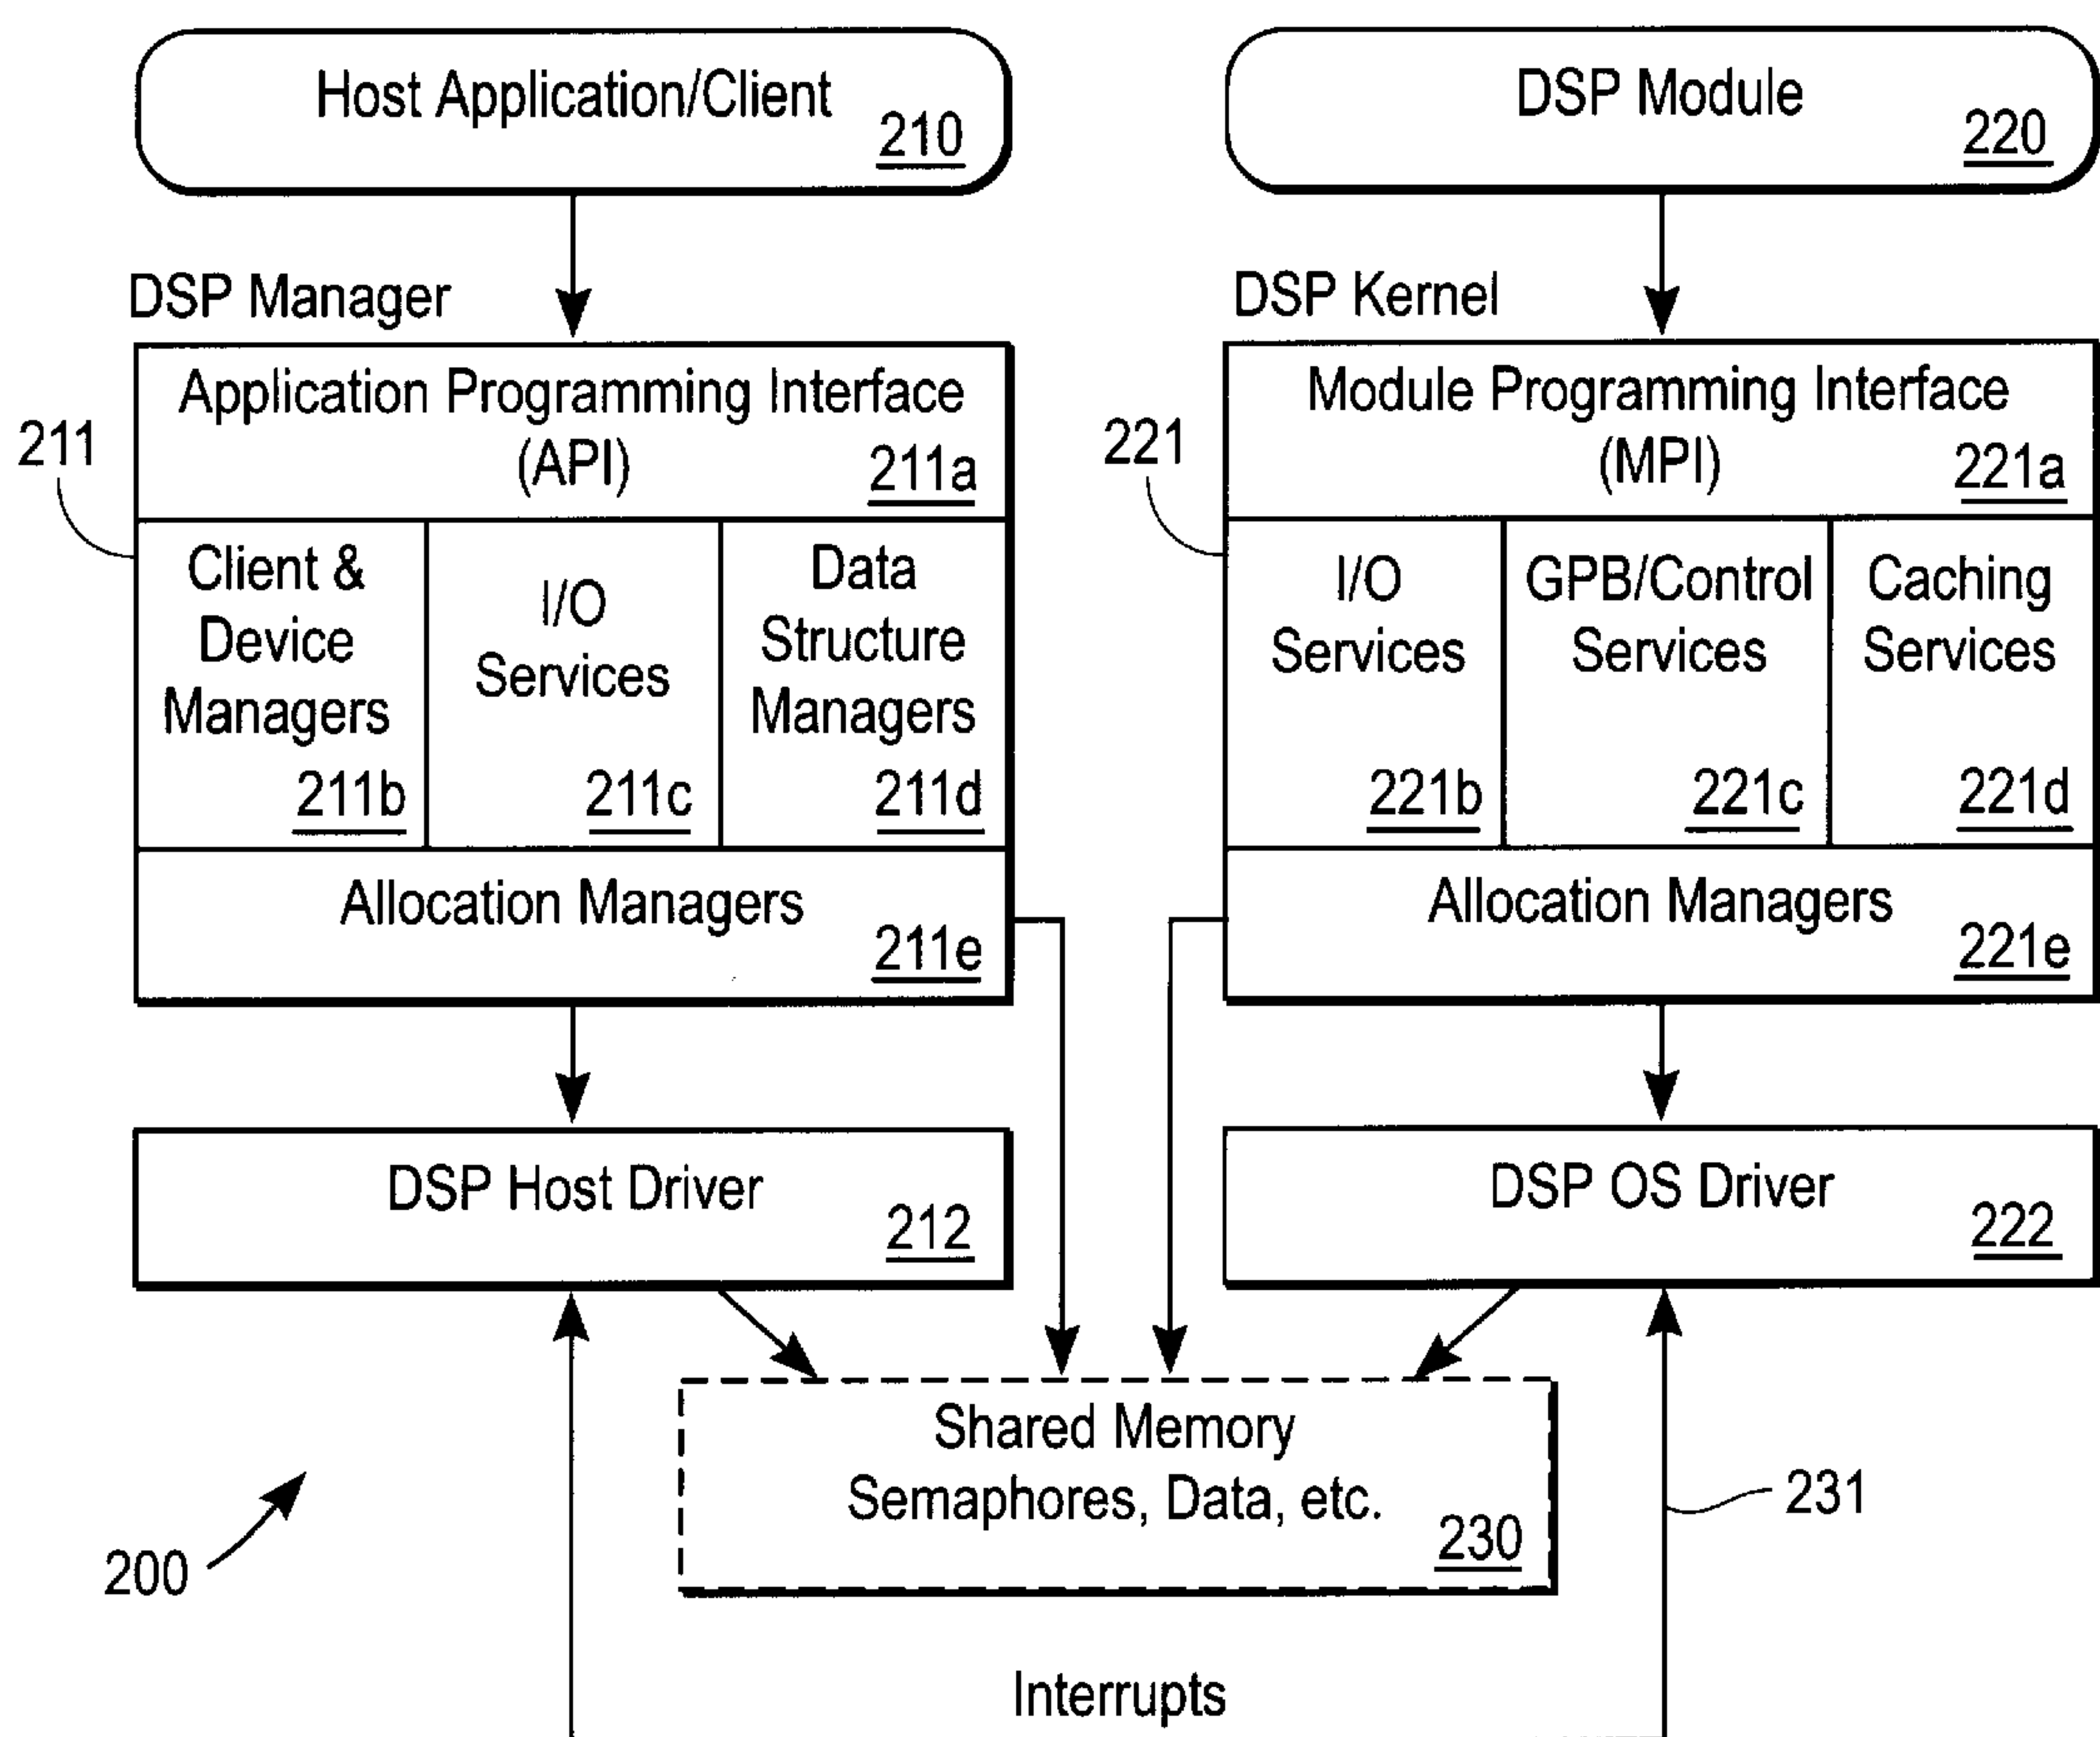 Host Application/Client
210
DSP Module
220
DSP Manager
DSP Kernel
211
Application Programming Interface
(API)
211a
221
Module Programming Interface
(MPI)
221a
Client &
Device
Managers
211b
I/O
Services
211c
Data
Structure
Managers
211d
I/O
Services
221b
GPB/Control
Services
221c
Caching
Services
221d
Allocation Managers
211e
Allocation Managers
221e
DSP Host Driver
212
DSP OS Driver
222
Shared Memory
Semaphores, Data, etc.
230
231
200
Interrupts